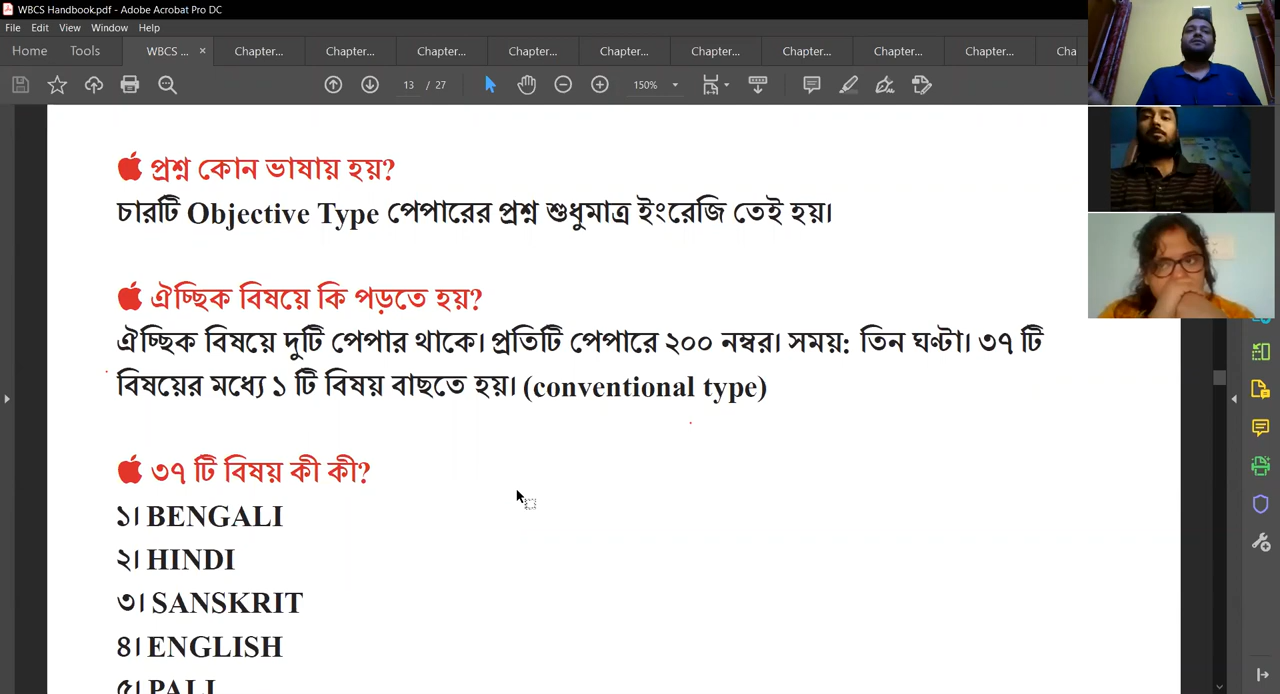 WBCS Handbook.pdf - Adobe Acrobat Pro DC
File Edit View Window Help
Home Tools WBCS ... × Chapter... Chapter... Chapter... Chapter... Chapter... Chapter... Chapter... Chapter... Chapter... Cha
13 / 27 150%
প্রশ্ন কোন ভাষায় হয়?
চারটি Objective Type পেপারের প্রশ্ন শুধুমাত্র ইংরেজি তেই হয়।
ঐচ্ছিক বিষয়ে কি পড়তে হয়?
ঐচ্ছিক বিষয়ে দুটি পেপার থাকে। প্রতিটি পেপারে ২০০ নম্বর। সময়: তিন ঘণ্টা। ৩৭ টি
বিষয়ের মধ্যে ১ টি বিষয় বাছতে হয়। (conventional type)
৩৭ টি বিষয় কী কী?
১। BENGALI
২। HINDI
৩। SANSKRIT
৪। ENGLISH
৫। PALI